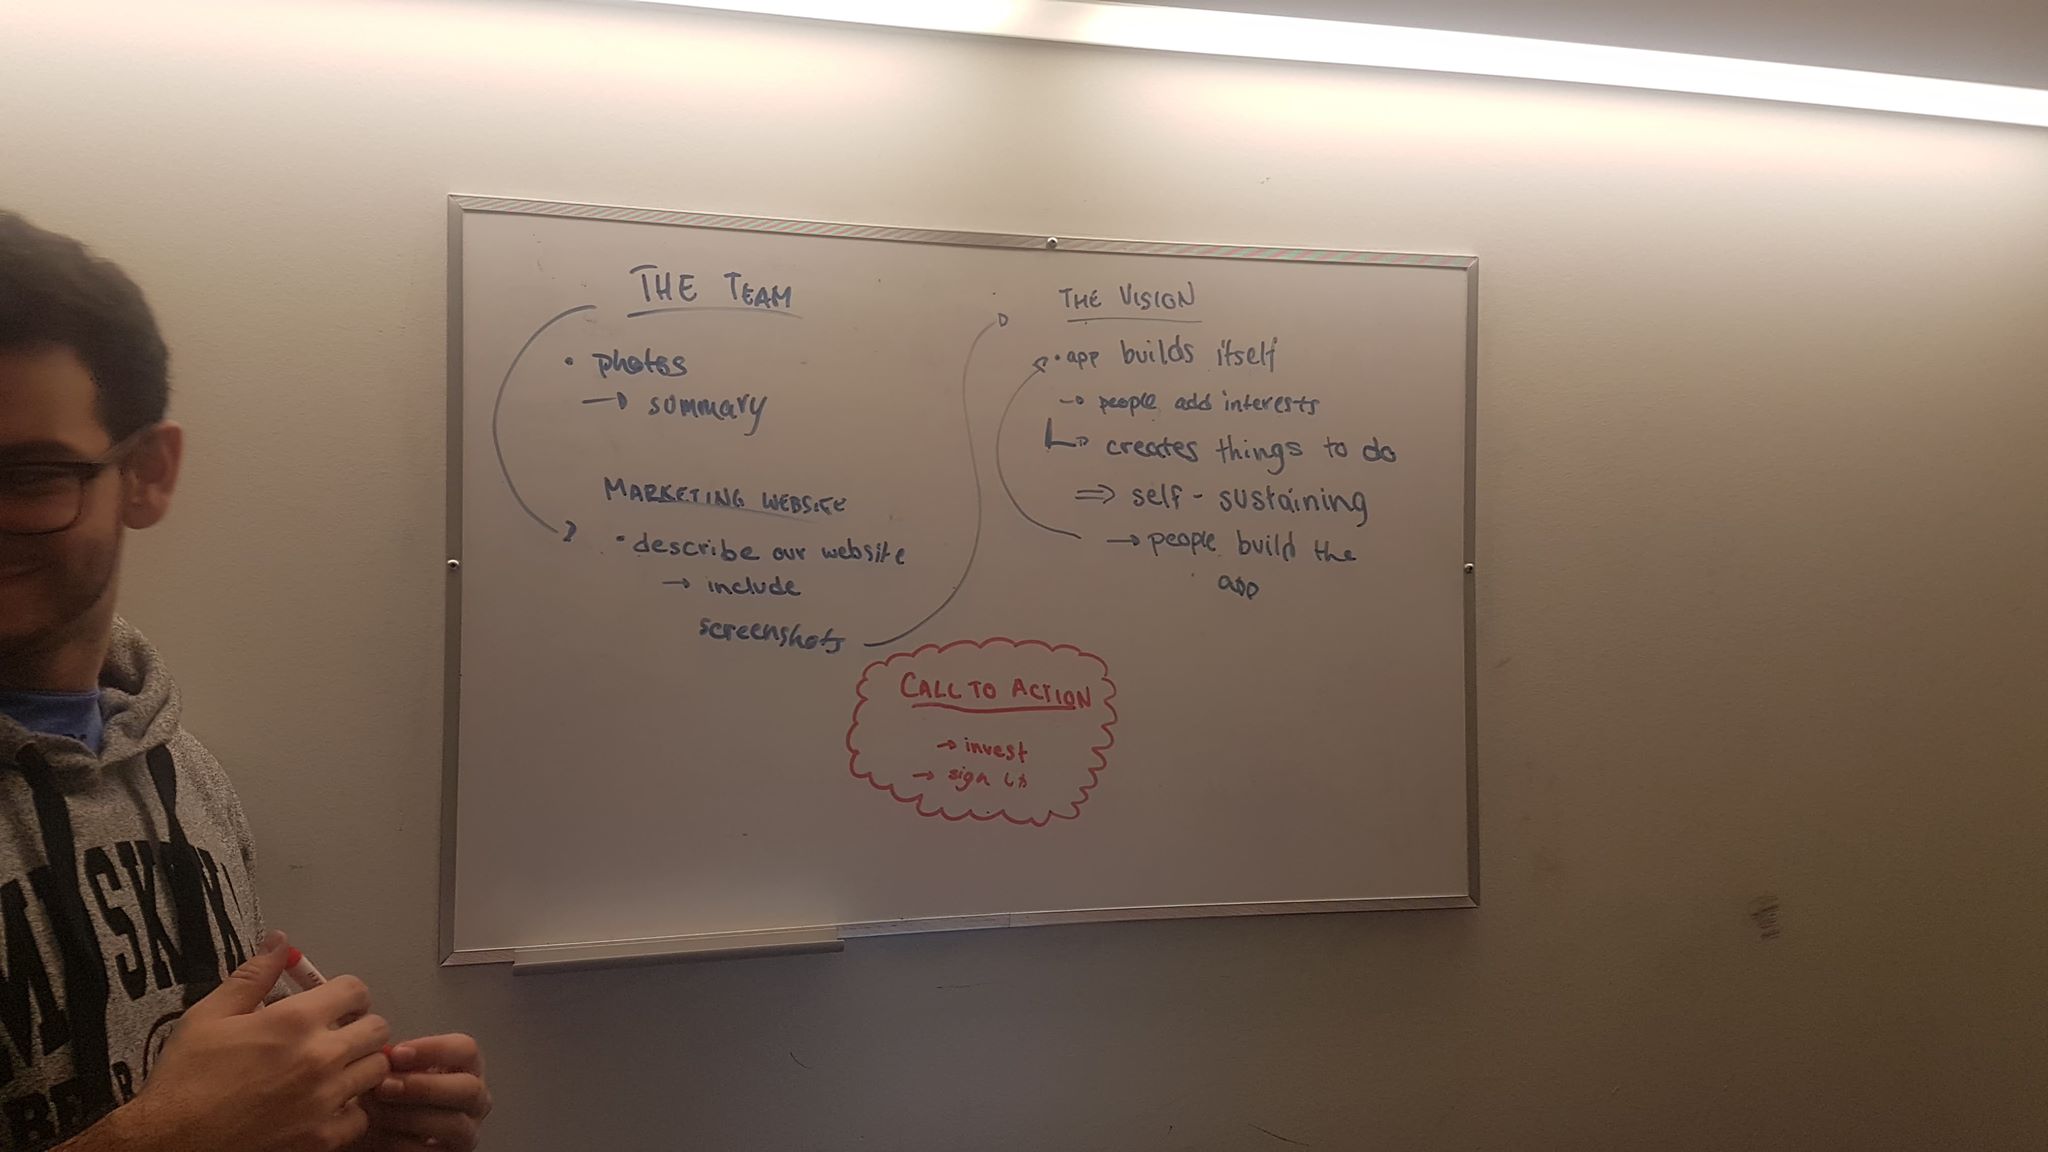 THE TEAM
• photos
→ summary
MARKETING WEBSITE
• describe our website
→ include
screenshots
THE VISION
• app builds itself
→ people add interests
↳ creates things to do
⇒ self-sustaining
→ people build the
app
CALL TO ACTION
→ invest
→ sign us